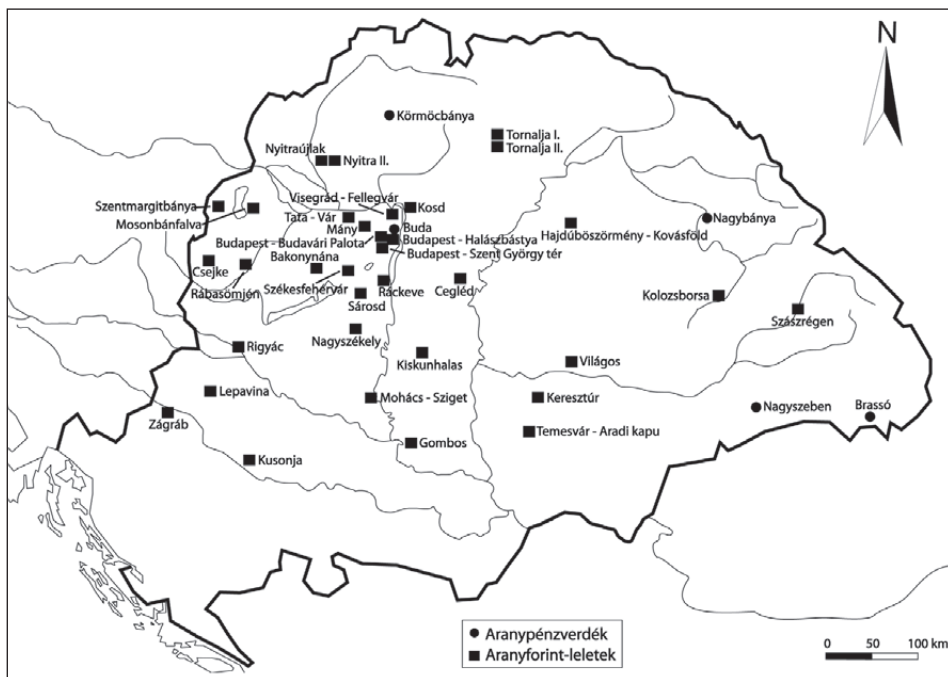 N
Körmöcbánya
Tornalja I.
Tornalja II.
Nyitraújlak
Nyitra II.
Visegrád - Fellegvár
Kosd
Szentmargitbánya
Mosonbánfalva
Tata - Vár
Mány
Buda
Nagybánya
Hajdúböszörmény - Kovásföld
Budapest - Budavári Palota
Budapest - Halászbástya
Budapest - Szent György tér
Bakonynána
Csejke
Rábasömjén
Székesfehérvár
Ráckeve
Cegléd
Sárosd
Kolozsborsa
Szászrégen
Nagyszékely
Rigyác
Kiskunhalas
Világos
Lepavina
Mohács - Sziget
Keresztúr
Nagyszeben
Brassó
Zágráb
Temesvár - Aradi kapu
Gombos
Kusonja
Aranypénzverdék
Aranyforint-leletek
0 50 100 km